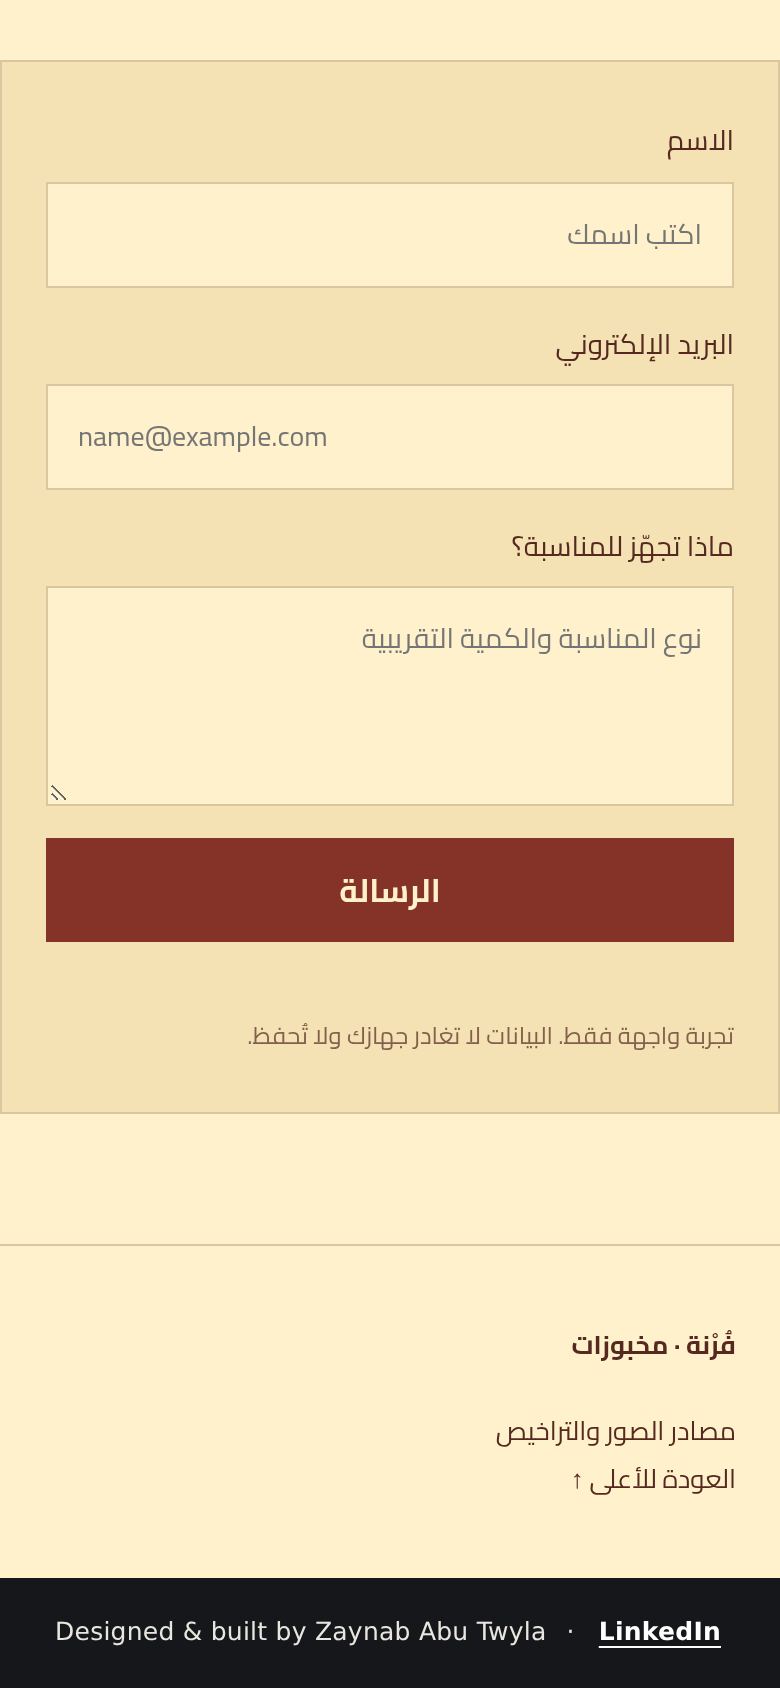 الاسم
اكتب اسمك
البريد الإلكتروني
name@example.com
ماذا تجهّز للمناسبة؟
نوع المناسبة والكمية التقريبية
الرسالة
تجربة واجهة فقط. البيانات لا تغادر جهازك ولا تُحفظ.
فُرْنة · مخبوزات
مصادر الصور والتراخيص
العودة للأعلى ↑
Designed & built by Zaynab Abu Twyla · LinkedIn